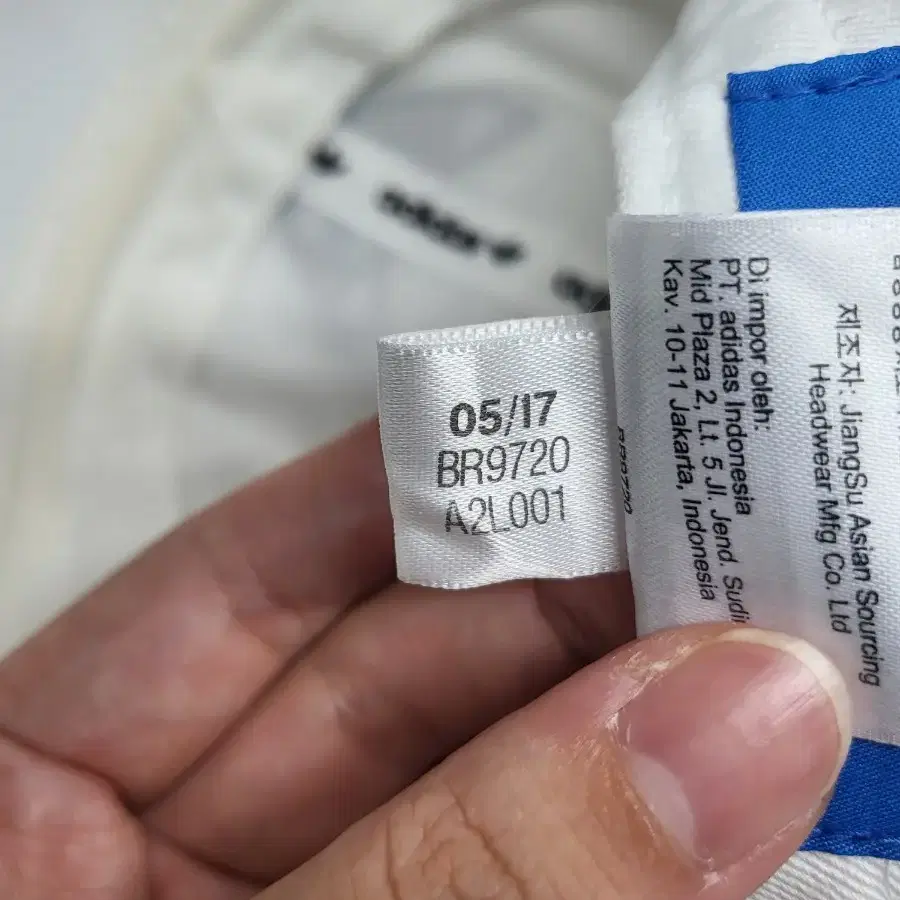 05/17
BR9720
A2L001
Di impor oleh:
PT. adidas Indonesia
Mid Plaza 2, Lt. 5 Jl. Jend.
Kav. 10-11 Jakarta, Indonesia
제조자: JiangSu Asian Sourcing
Headwear Mfg Co. Ltd